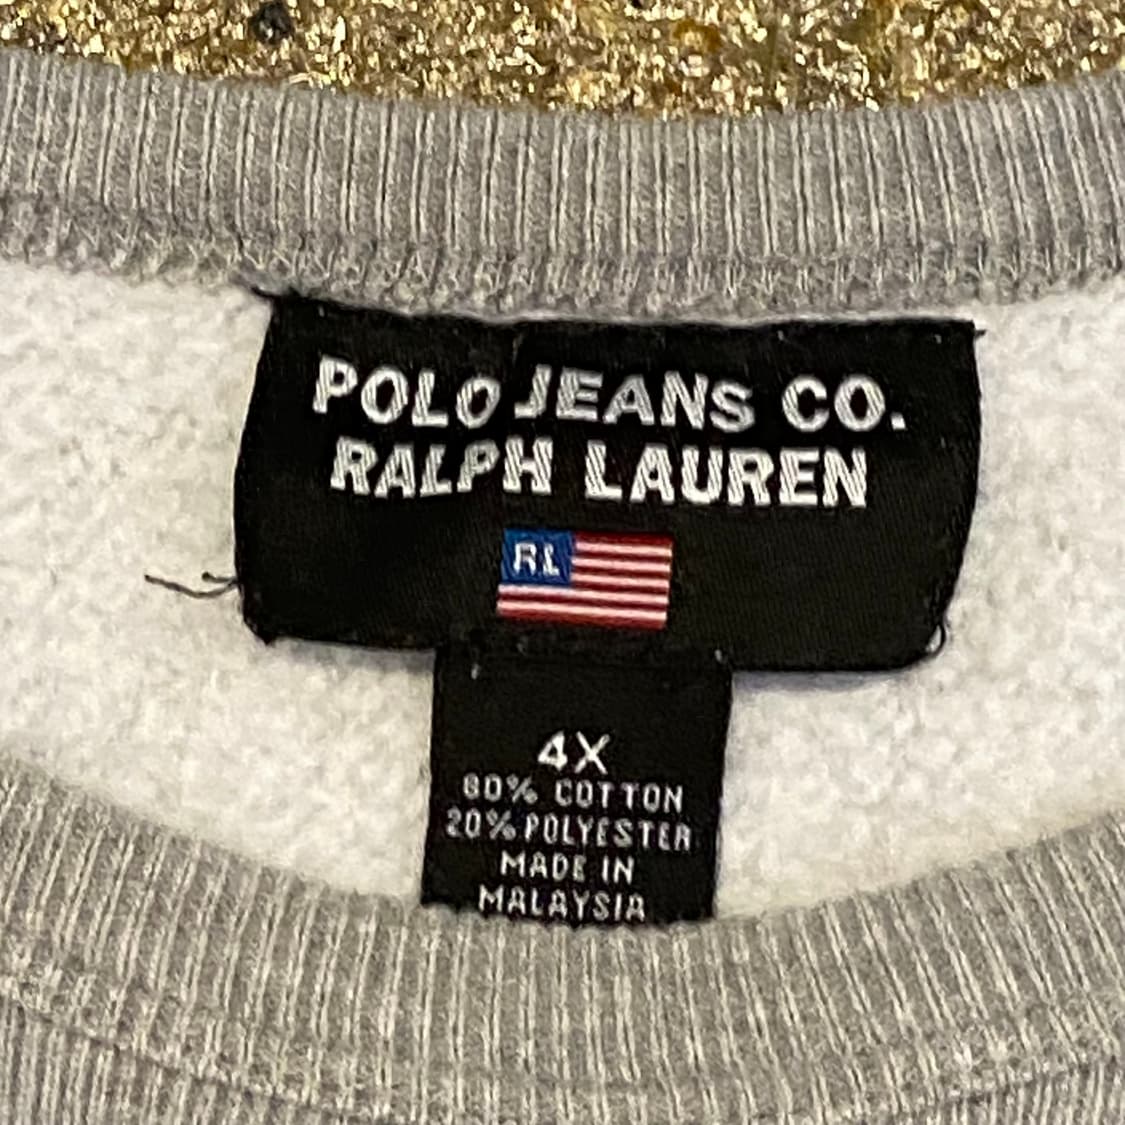 POLO JEANS CO.
RALPH LAUREN
RL
4X
80% COTTON
20% POLYESTER
MADE IN
MALAYSIA